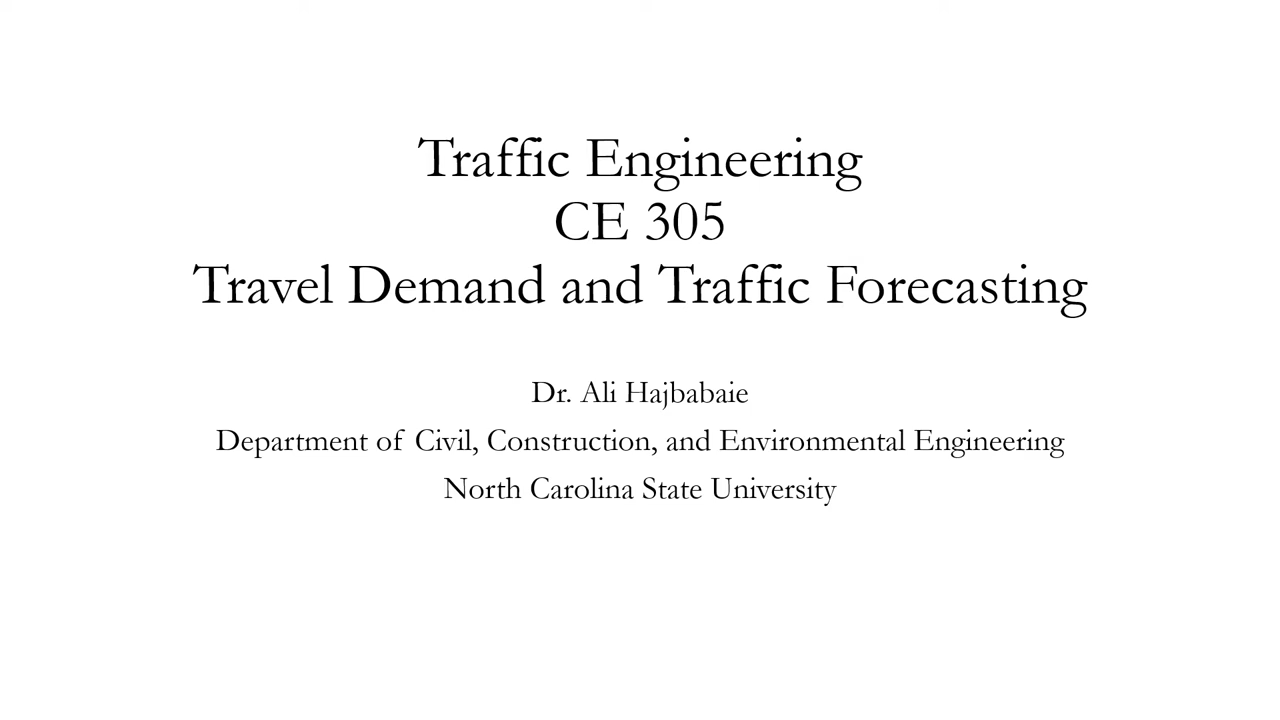 Traffic Engineering
CE 305
Travel Demand and Traffic Forecasting
Dr. Ali Hajbabaie
Department of Civil, Construction, and Environmental Engineering
North Carolina State University